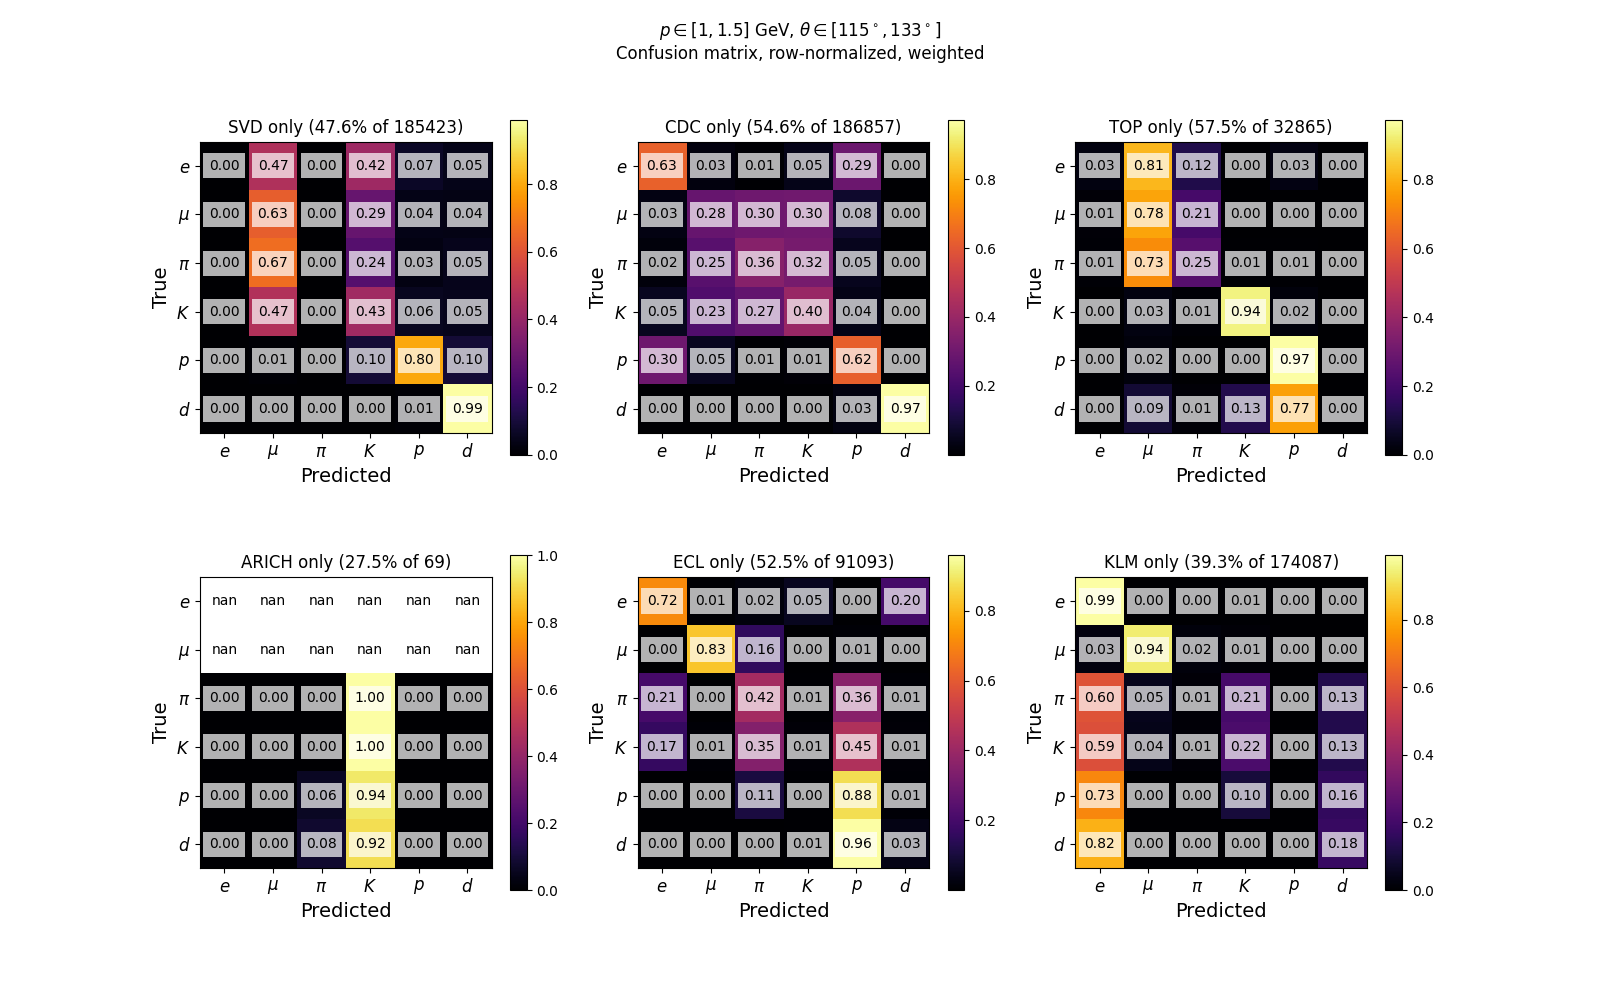 p ∈ [1, 1.5] GeV, θ ∈ [115°, 133°]
Confusion matrix, row-normalized, weighted
SVD only (47.6% of 185423)
True
e 0.00 0.47 0.00 0.42 0.07 0.05
μ 0.00 0.63 0.00 0.29 0.04 0.04
π 0.00 0.67 0.00 0.24 0.03 0.05
K 0.00 0.47 0.00 0.43 0.06 0.05
p 0.00 0.01 0.00 0.10 0.80 0.10
d 0.00 0.00 0.00 0.00 0.01 0.99
e μ π K p d
Predicted
0.8
0.6
0.4
0.2
0.0
CDC only (54.6% of 186857)
True
e 0.63 0.03 0.01 0.05 0.29 0.00
μ 0.03 0.28 0.30 0.30 0.08 0.00
π 0.02 0.25 0.36 0.32 0.05 0.00
K 0.05 0.23 0.27 0.40 0.04 0.00
p 0.30 0.05 0.01 0.01 0.62 0.00
d 0.00 0.00 0.00 0.00 0.03 0.97
e μ π K p d
Predicted
0.8
0.6
0.4
0.2
TOP only (57.5% of 32865)
True
e 0.03 0.81 0.12 0.00 0.03 0.00
μ 0.01 0.78 0.21 0.00 0.00 0.00
π 0.01 0.73 0.25 0.01 0.01 0.00
K 0.00 0.03 0.01 0.94 0.02 0.00
p 0.00 0.02 0.00 0.00 0.97 0.00
d 0.00 0.09 0.01 0.13 0.77 0.00
e μ π K p d
Predicted
0.8
0.6
0.4
0.2
0.0
ARICH only (27.5% of 69)
True
e nan nan nan nan nan nan
μ nan nan nan nan nan nan
π 0.00 0.00 0.00 1.00 0.00 0.00
K 0.00 0.00 0.00 1.00 0.00 0.00
p 0.00 0.00 0.06 0.94 0.00 0.00
d 0.00 0.00 0.08 0.92 0.00 0.00
e μ π K p d
Predicted
1.0
0.8
0.6
0.4
0.2
0.0
ECL only (52.5% of 91093)
True
e 0.72 0.01 0.02 0.05 0.00 0.20
μ 0.00 0.83 0.16 0.00 0.01 0.00
π 0.21 0.00 0.42 0.01 0.36 0.01
K 0.17 0.01 0.35 0.01 0.45 0.01
p 0.00 0.00 0.11 0.00 0.88 0.01
d 0.00 0.00 0.00 0.01 0.96 0.03
e μ π K p d
Predicted
0.8
0.6
0.4
0.2
KLM only (39.3% of 174087)
True
e 0.99 0.00 0.00 0.01 0.00 0.00
μ 0.03 0.94 0.02 0.01 0.00 0.00
π 0.60 0.05 0.01 0.21 0.00 0.13
K 0.59 0.04 0.01 0.22 0.00 0.13
p 0.73 0.00 0.00 0.10 0.00 0.16
d 0.82 0.00 0.00 0.00 0.00 0.18
e μ π K p d
Predicted
0.8
0.6
0.4
0.2
0.0